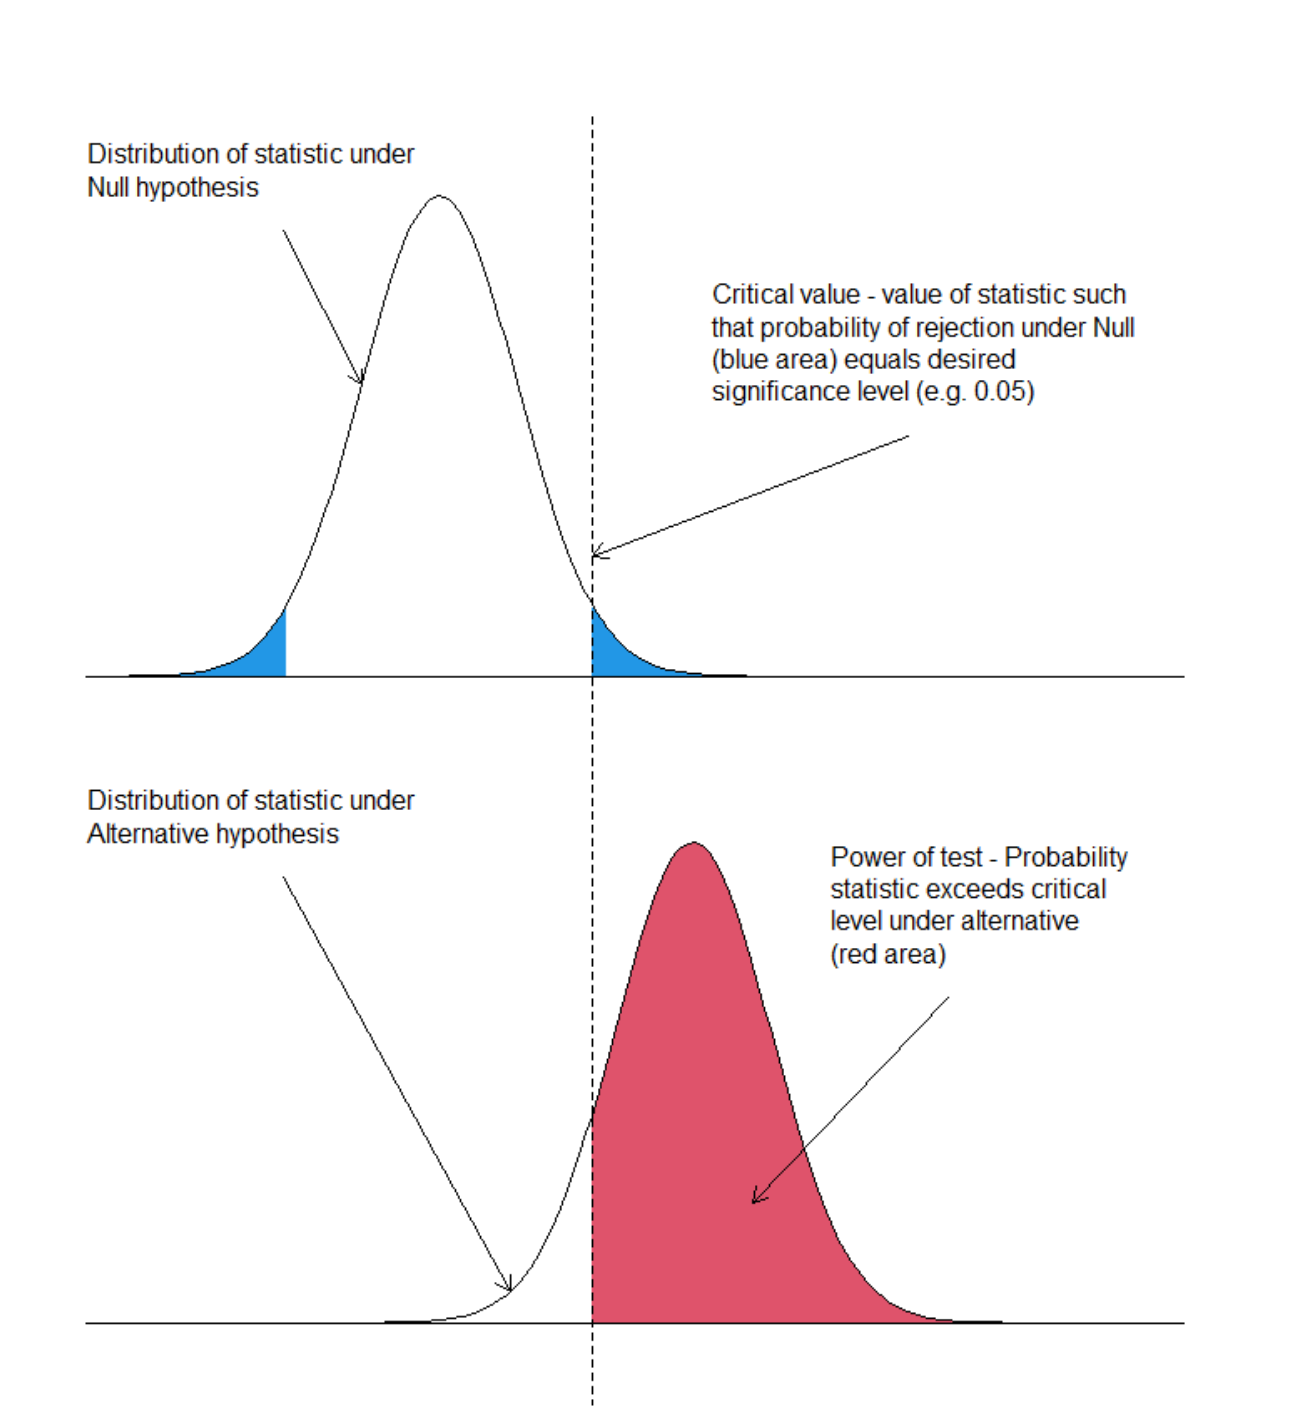 Distribution of statistic under
Null hypothesis
Critical value - value of statistic such
that probability of rejection under Null
(blue area) equals desired
significance level (e.g. 0.05)
Distribution of statistic under
Alternative hypothesis
Power of test - Probability
statistic exceeds critical
level under alternative
(red area)